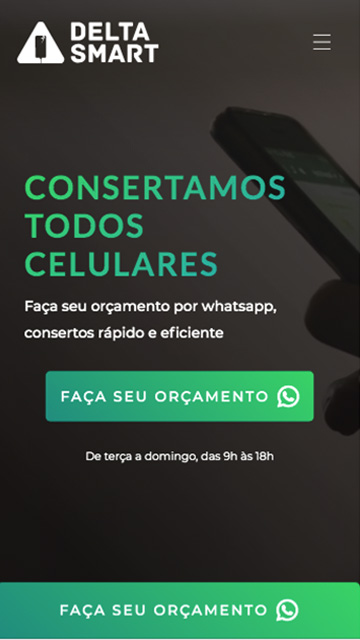 DELTA
SMART
CONSERTAMOS
TODOS
CELULARES
Faça seu orçamento por whatsapp,
consertos rápido e eficiente
FAÇA SEU ORÇAMENTO
De terça a domingo, das 9h às 18h
FAÇA SEU ORÇAMENTO